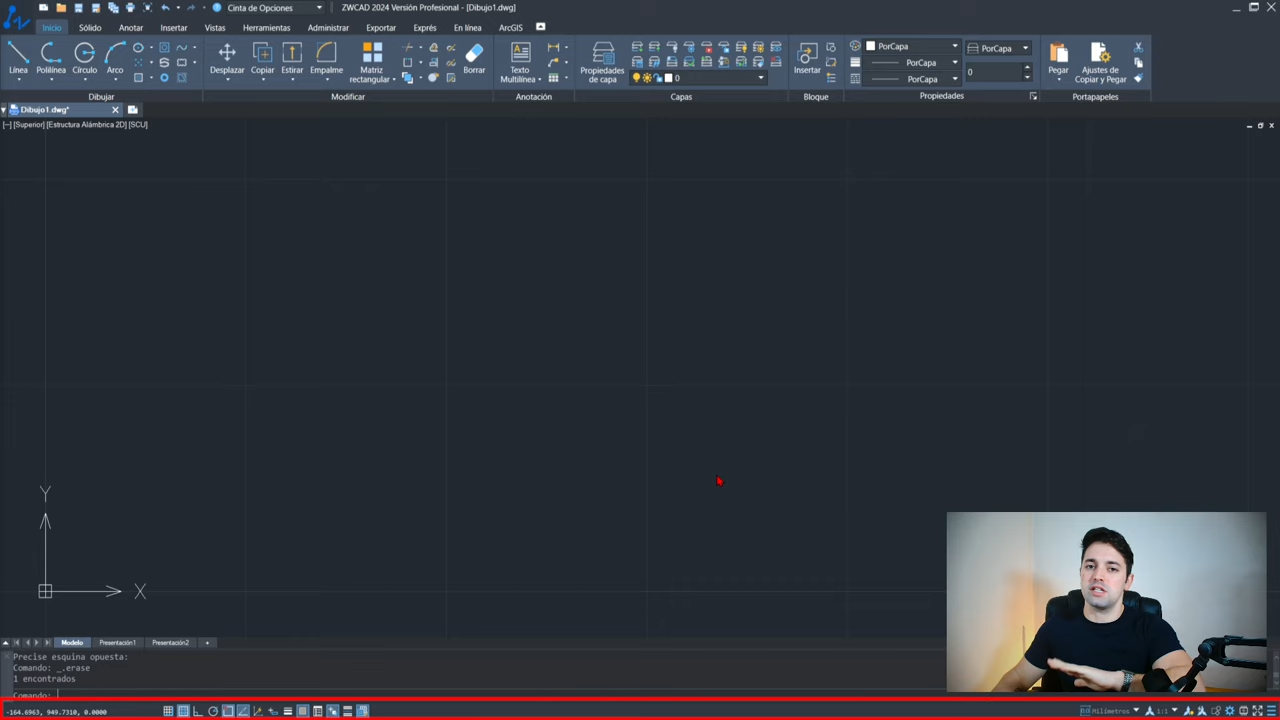 Cinta de Opciones
ZWCAD 2024 Versión Profesional - [Dibujo1.dwg]
Inicio Sólido Anotar Insertar Vistas Herramientas Administrar Exportar Exprés En línea ArcGIS
PorCapa PorCapa
Línea Polilínea Círculo Arco Desplazar Copiar Estirar Empalme Matriz rectangular Borrar Texto Multilínea Propiedades de capa Insertar PorCapa Pegar Ajustes de Copiar y Pegar
0 PorCapa 0
Dibujar Modificar Anotación Capas Bloque Propiedades Portapapeles
Dibujo1.dwg*
[−] [Superior] [Estructura Alámbrica 2D] [SCU]
Y
X
Modelo Presentación1 Presentación2 +
Precise esquina opuesta:
Comando: _.erase
1 encontrados
Comando:
-164.6963, 949.7310, 0.0000
Milímetros 1:1